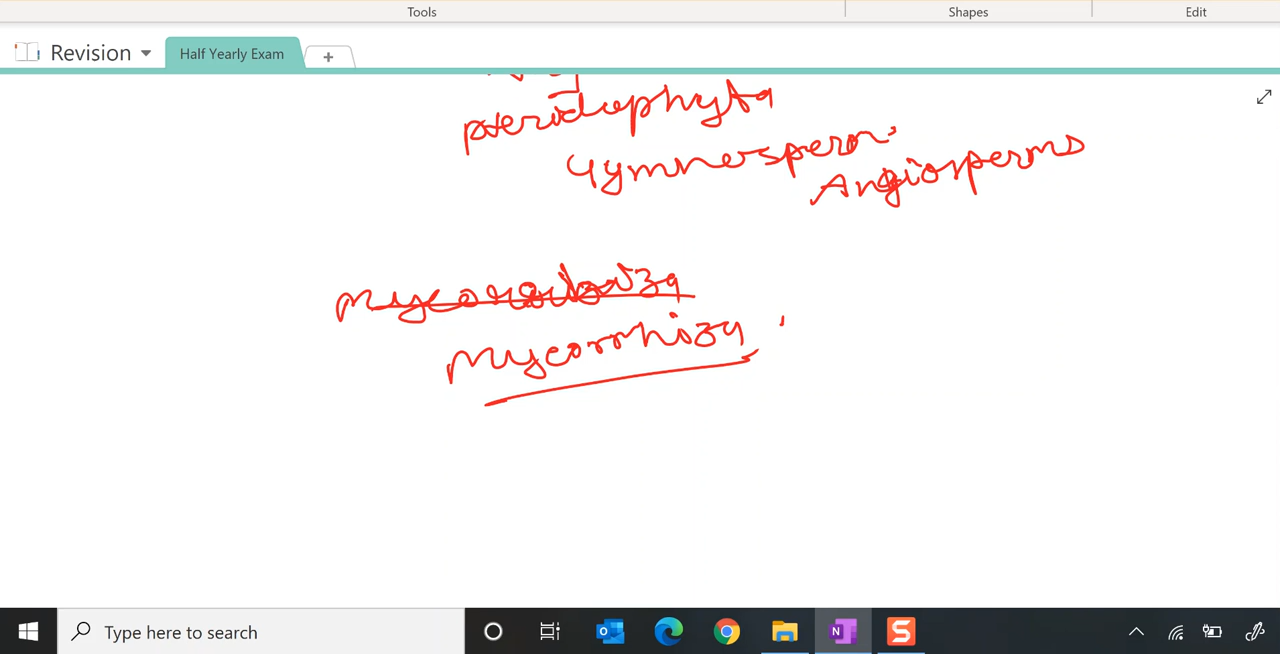 Tools Shapes Edit
Revision Half Yearly Exam +
pteridophyta
Gymnosperm
Angiosperms
Mycorrhiza
Type here to search